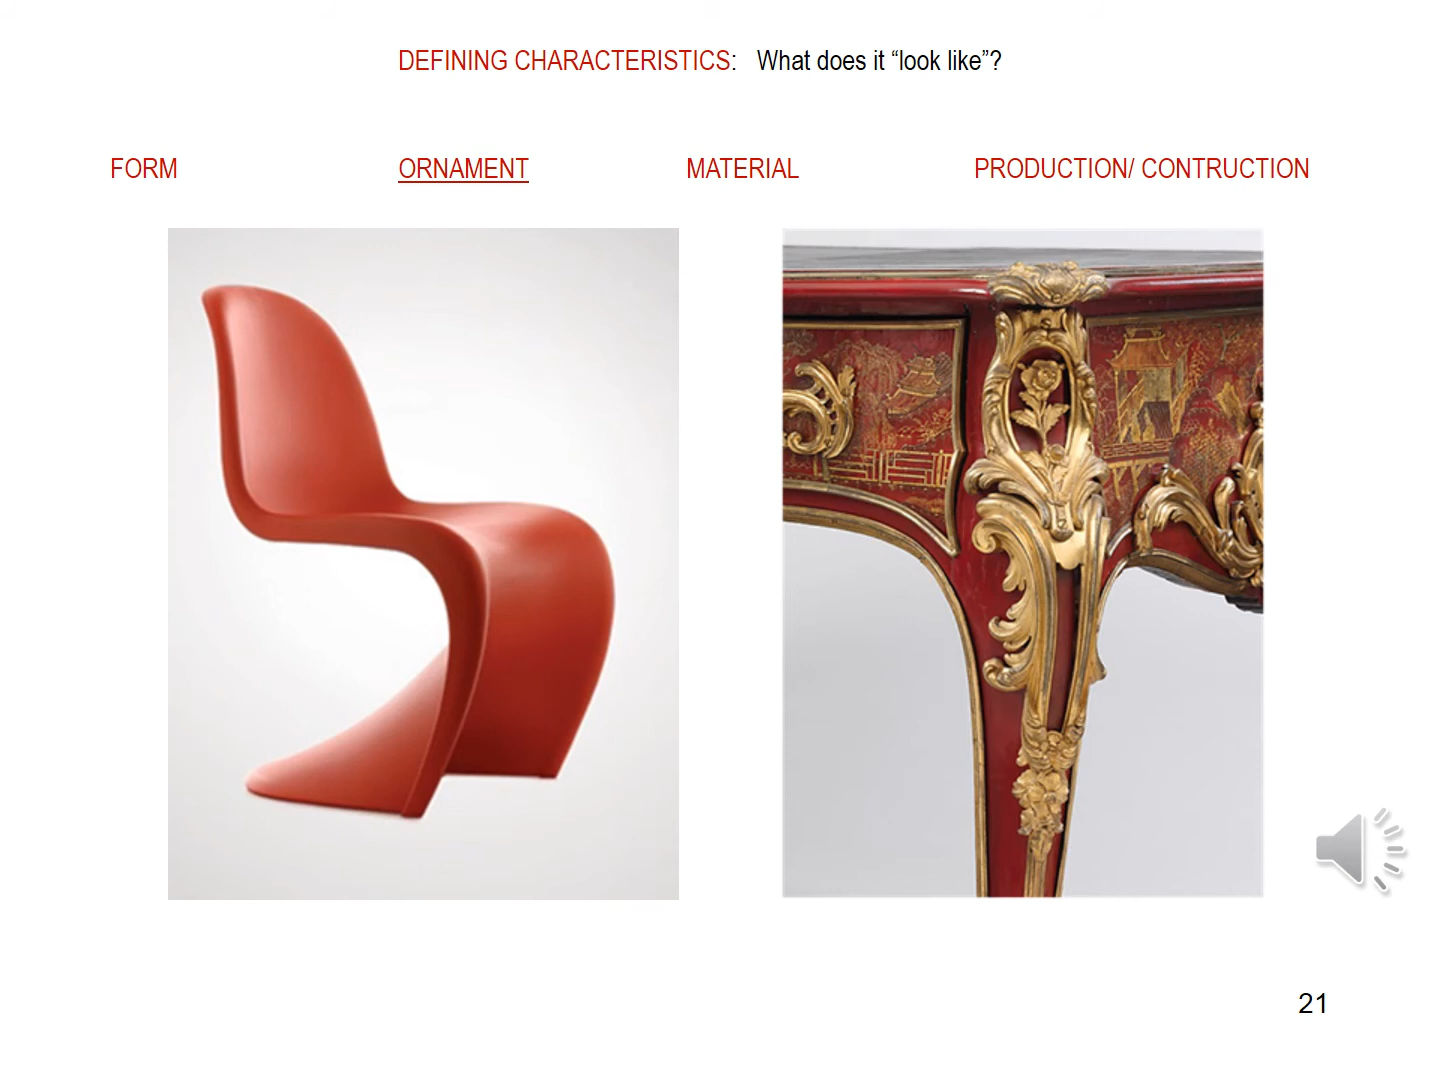 DEFINING CHARACTERISTICS: What does it “look like”?
FORM ORNAMENT MATERIAL PRODUCTION/ CONTRUCTION
21